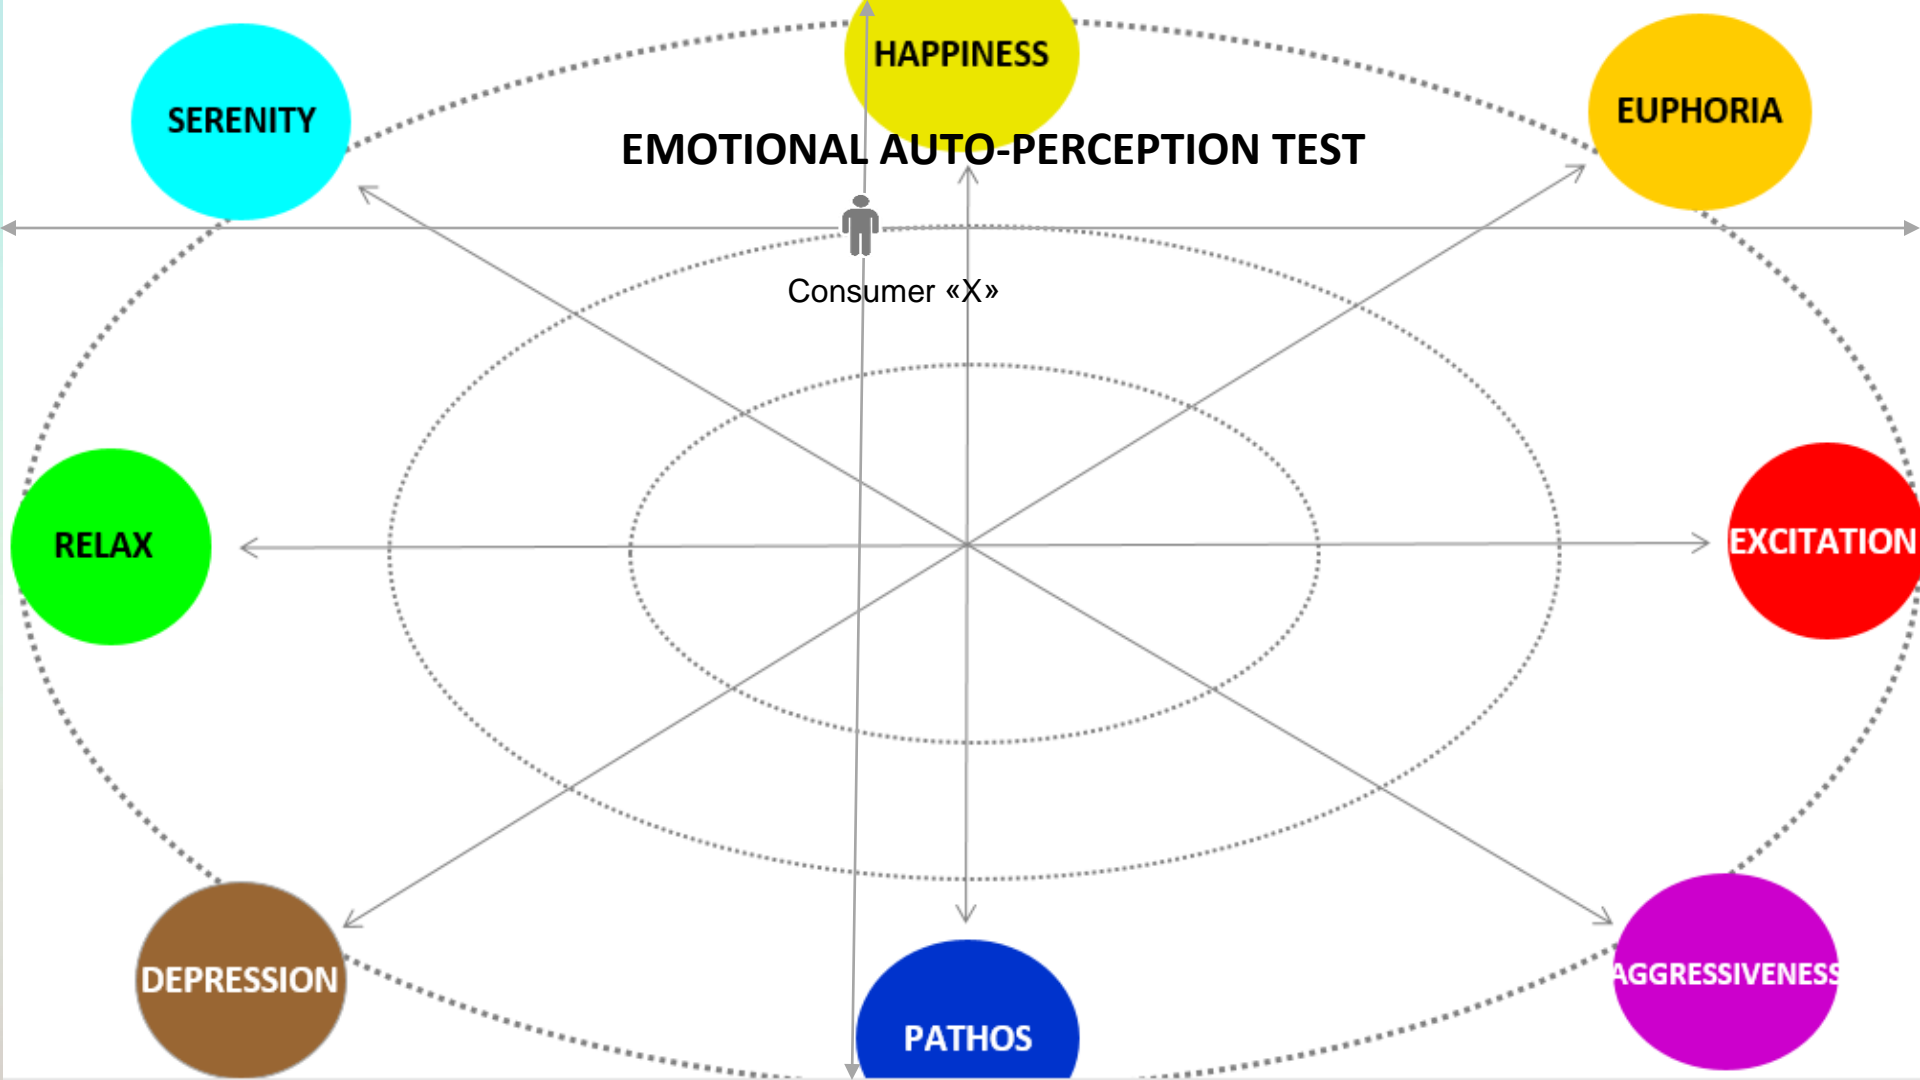 HAPPINESS
SERENITY
EUPHORIA
EMOTIONAL AUTO-PERCEPTION TEST
Consumer «X»
RELAX
EXCITATION
DEPRESSION
AGGRESSIVENESS
PATHOS